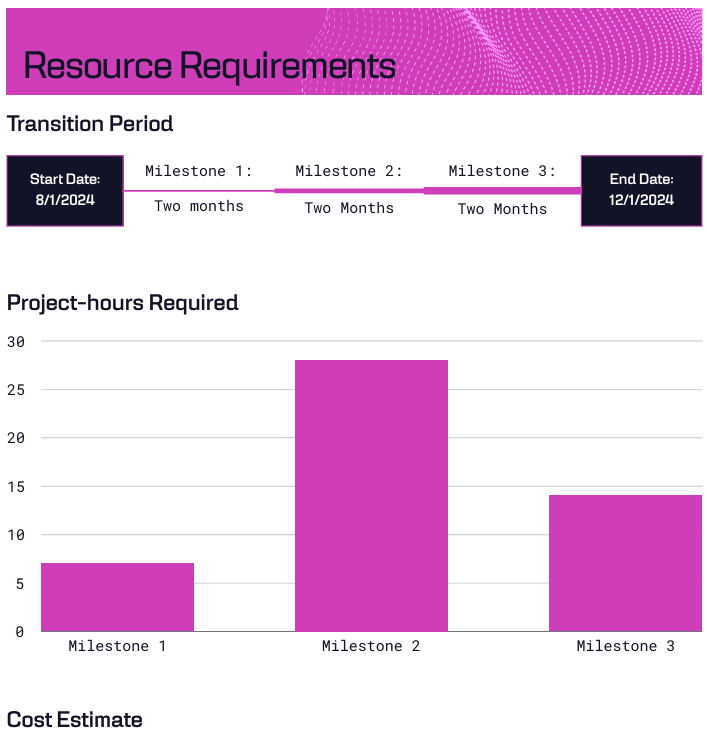 Resource Requirements
Transition Period
Start Date:
8/1/2024
Milestone 1:
Two months
Milestone 2:
Two Months
Milestone 3:
Two Months
End Date:
12/1/2024
Project-hours Required
30
25
20
15
10
5
0
Milestone 1 Milestone 2 Milestone 3
Cost Estimate